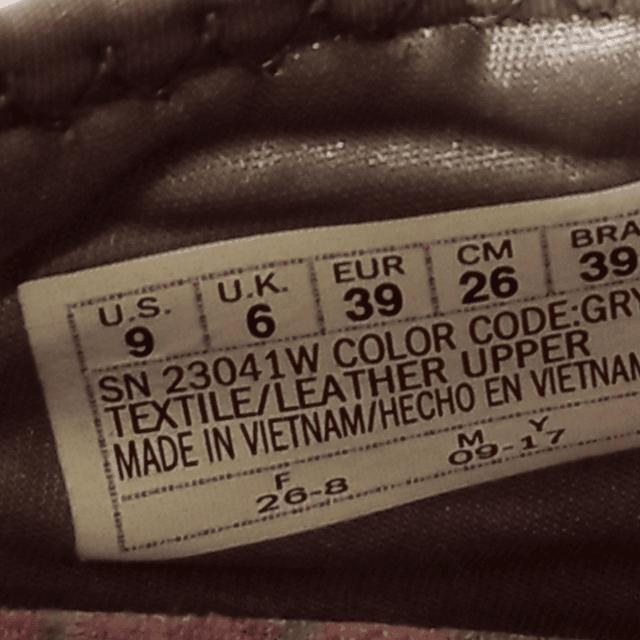 U.S. U.K. EUR CM BRA
9 6 39 26 39
SN 23041W COLOR CODE:GRY
TEXTILE/LEATHER UPPER
MADE IN VIETNAM/HECHO EN VIETNAM
F M Y
26-8 09-17